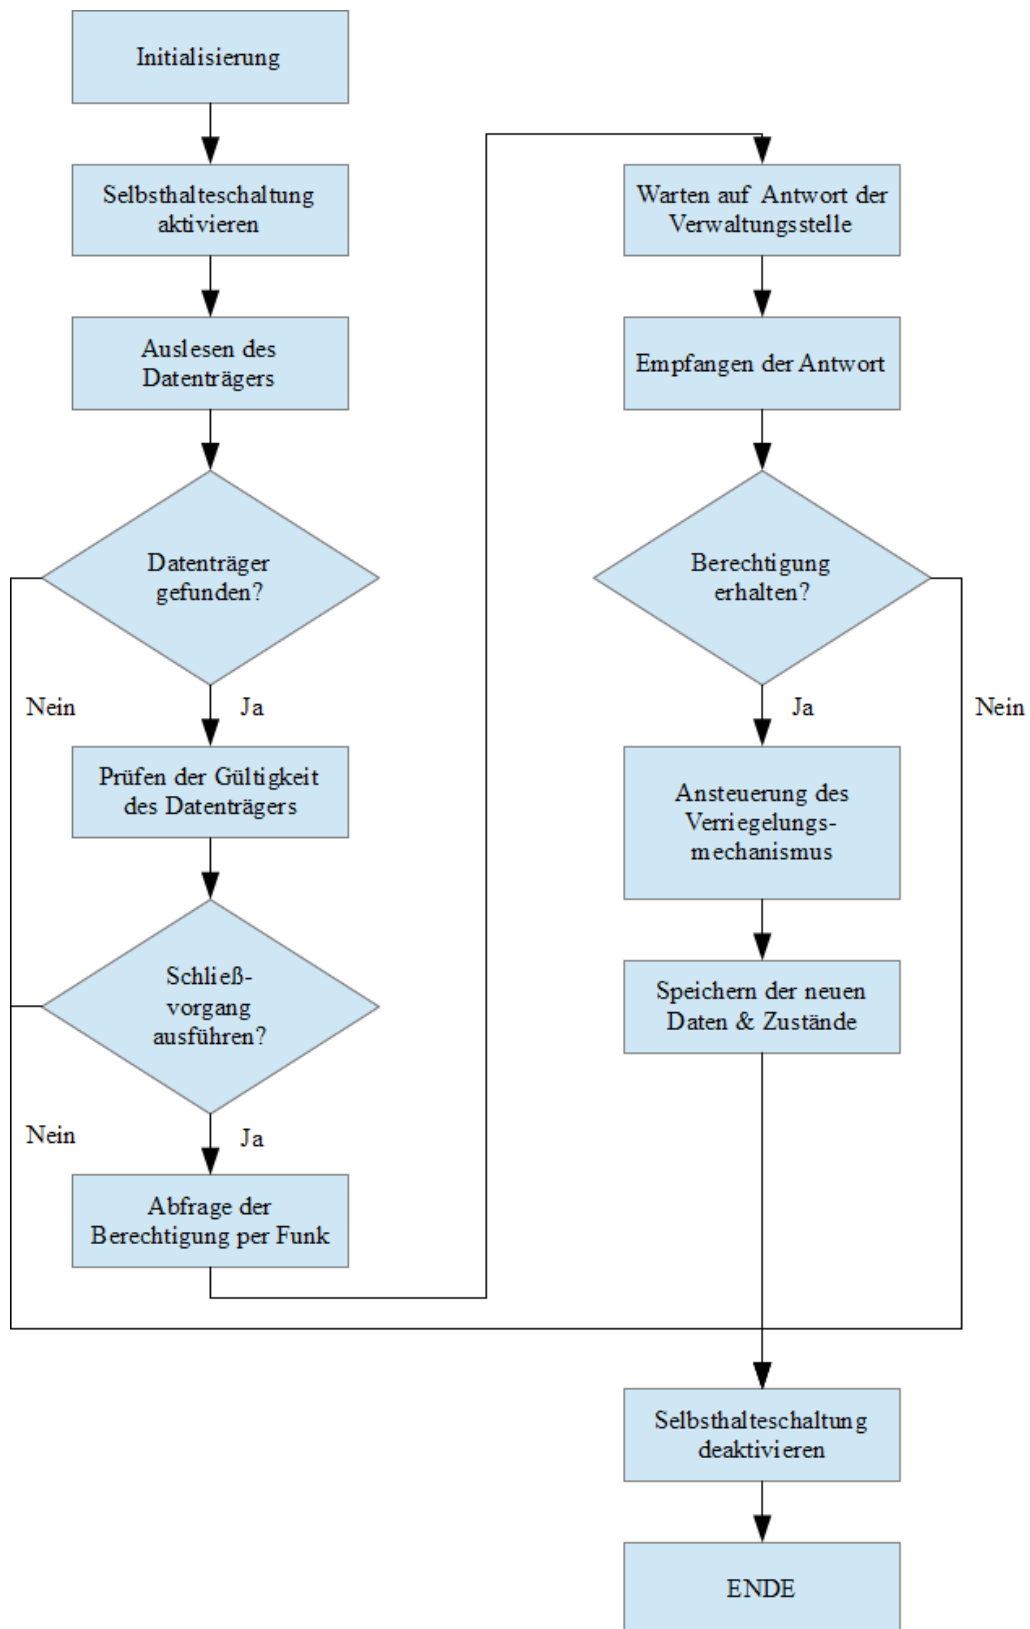 Initialisierung
Selbsthalteschaltung
aktivieren
Auslesen des
Datenträgers
Datenträger
gefunden?
Nein
Ja
Prüfen der Gültigkeit
des Datenträgers
Schließ-
vorgang
ausführen?
Nein
Ja
Abfrage der
Berechtigung per Funk
Warten auf Antwort der
Verwaltungsstelle
Empfangen der Antwort
Berechtigung
erhalten?
Ja
Nein
Ansteuerung des
Verriegelungs-
mechanismus
Speichern der neuen
Daten & Zustände
Selbsthalteschaltung
deaktivieren
ENDE